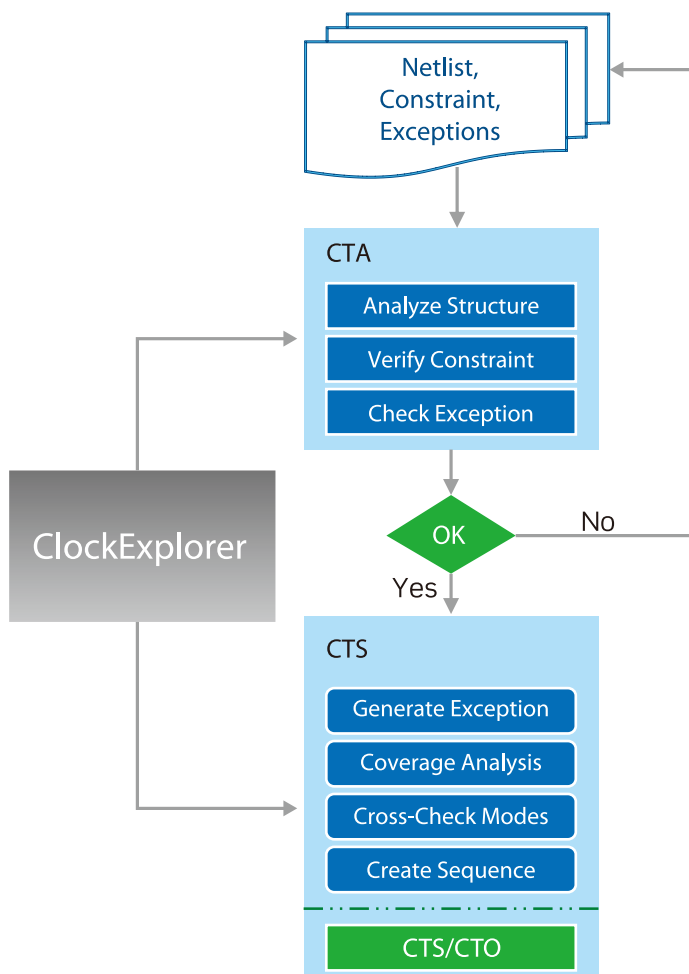 Netlist,
Constraint,
Exceptions
CTA
Analyze Structure
Verify Constraint
Check Exception
ClockExplorer
OK
No
Yes
CTS
Generate Exception
Coverage Analysis
Cross-Check Modes
Create Sequence
CTS/CTO